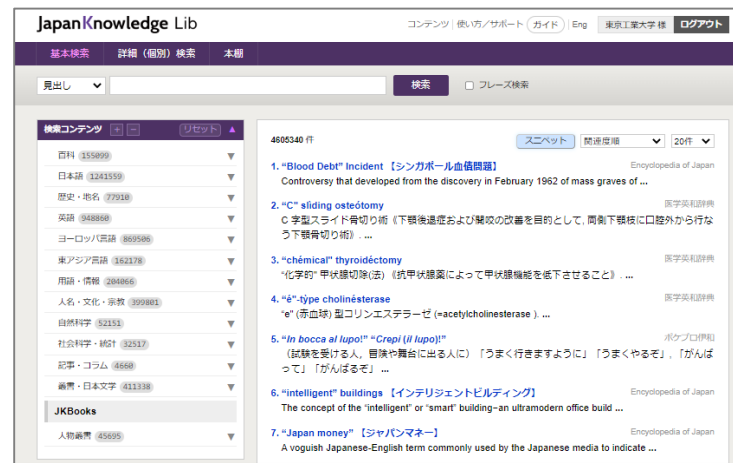 JapanKnowledge Lib
コンテンツ | 使い方／サポート ガイド Eng 東京工業大学 様 ログアウト
基本検索 詳細（個別）検索 本棚
見出し 検索 フレーズ検索
検索コンテンツ + − リセット ▲
百科 155099 ▼
日本語 1241559 ▼
歴史・地名 77910 ▼
英語 948860 ▼
ヨーロッパ言語 869506 ▼
東アジア言語 162178 ▼
用語・情報 204066 ▼
人名・文化・宗教 399801 ▼
自然科学 52151 ▼
社会科学・統計 32517 ▼
記事・コラム 4660 ▼
叢書・日本文学 411338 ▼
JKBooks
人物叢書 45695 ▼
4605340 件 スニペット 関連度順 20件
1. “Blood Debt” Incident 【シンガポール血債問題】 Encyclopedia of Japan
Controversy that developed from the discovery in February 1962 of mass graves of ...
2. “C” slíding osteótomy 医学英和辞典
C 字型スライド骨切り術《下顎後退症および開咬の改善を目的として, 両側下顎枝に口腔外から行な
う下顎骨切り術》. ...
3. “chémical” thyroidéctomy 医学英和辞典
“化学的” 甲状腺切除(法) 《抗甲状腺薬によって甲状腺機能を低下させること》. ...
4. “é”-týpe cholinésterase 医学英和辞典
“e” (赤血球) 型コリンエステラーゼ (=acetylcholinesterase ). ...
5. “In bocca al lupo!” “Crepi (il lupo)!” ポケプロ伊和
（試験を受ける人，冒険や舞台に出る人に）「うまく行きますように」「うまくやるぞ」，「がんば
って」「がんばるぞ」 ...
6. “intelligent” buildings 【インテリジェントビルディング】 Encyclopedia of Japan
The concept of the “intelligent” or “smart” building–an ultramodern office build ...
7. “Japan money” 【ジャパンマネー】 Encyclopedia of Japan
A voguish Japanese-English term commonly used by the Japanese media to indicate ...